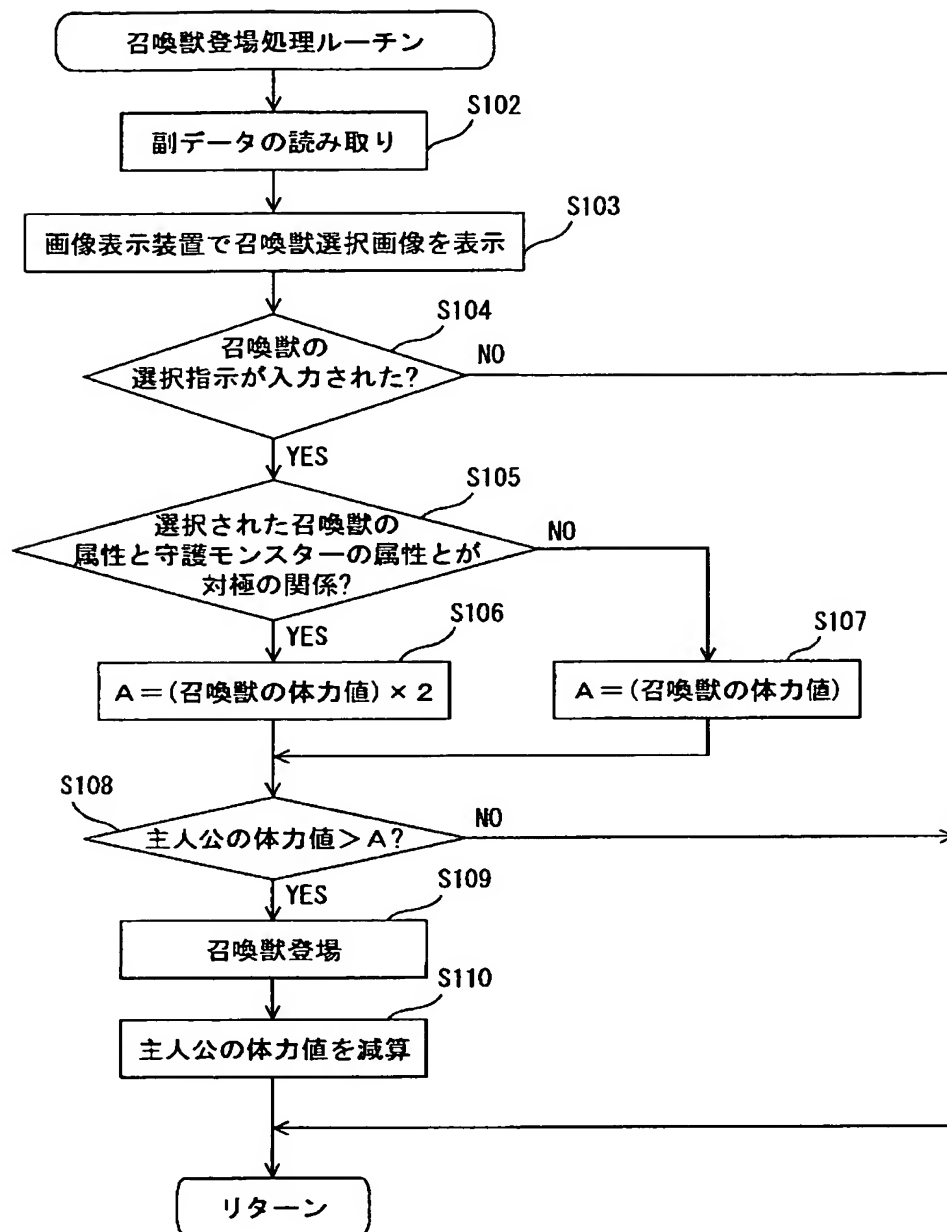 召喚獣登場処理ルーチン
S102
副データの読み取り
S103
画像表示装置で召喚獣選択画像を表示
S104
召喚獣の
選択指示が入力された?
NO
YES
S105
選択された召喚獣の
属性と守護モンスターの属性とが
対極の関係?
NO
YES
S106
A=(召喚獣の体力値)×2
S107
A=(召喚獣の体力値)
S108
主人公の体力値>A?
NO
YES
S109
召喚獣登場
S110
主人公の体力値を減算
リターン